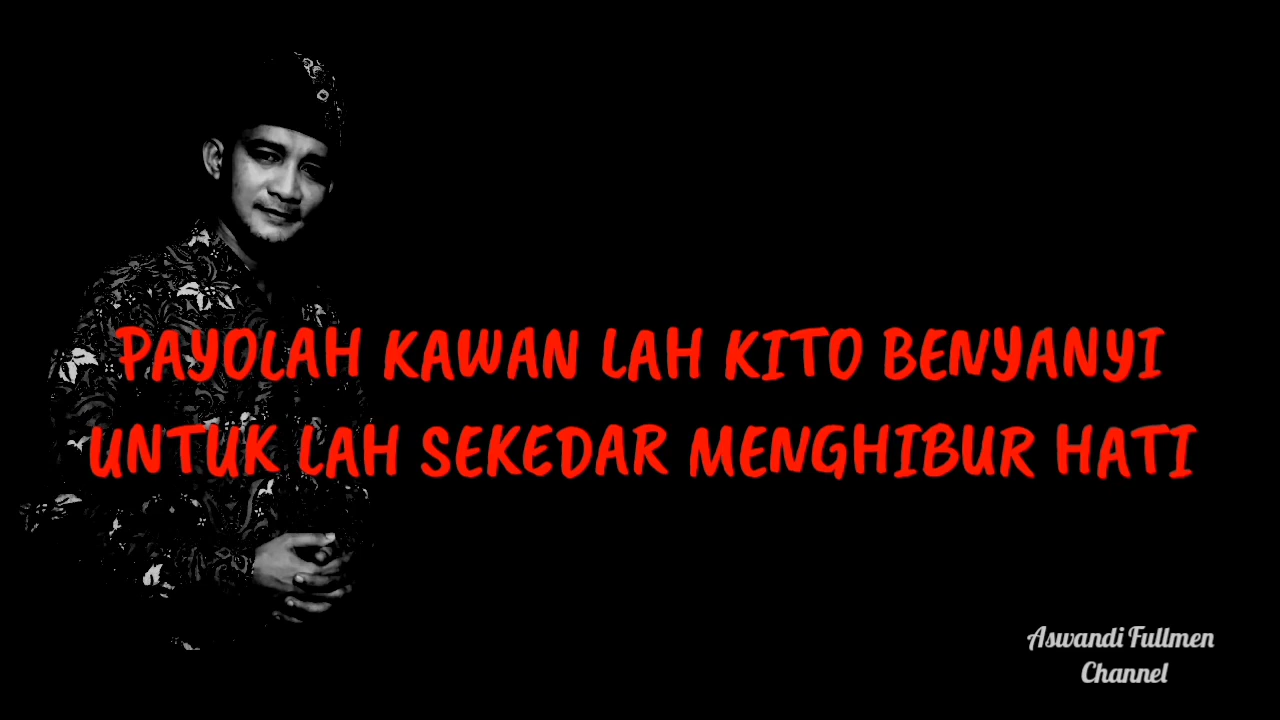 PAYOLAH KAWAN LAH KITO BENYANYI
UNTUK LAH SEKEDAR MENGHIBUR HATI
Aswandi Fullmen
Channel